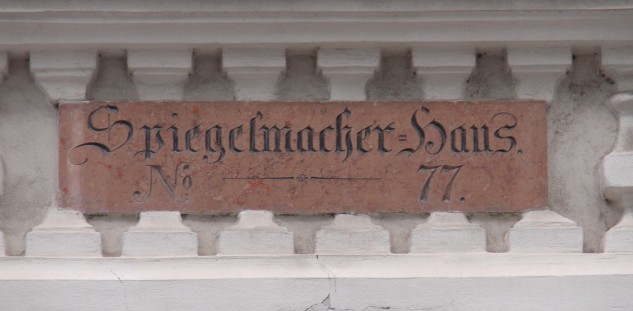 Spiegelmacher=Haus.
No: 77.